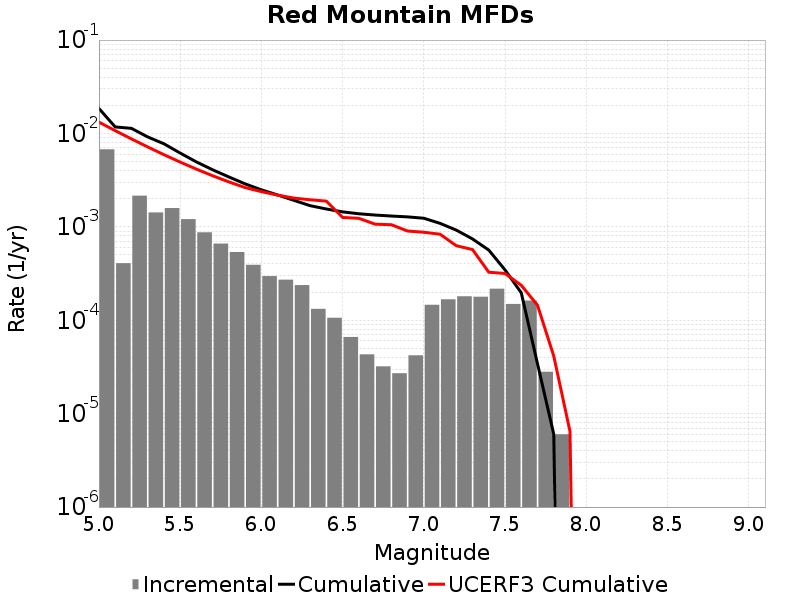 Red Mountain MFDs
10-1
10-2
10-3
10-4
10-5
10-6
Rate (1/yr)
5.0 5.5 6.0 6.5 7.0 7.5 8.0 8.5 9.0
Magnitude
Incremental Cumulative UCERF3 Cumulative